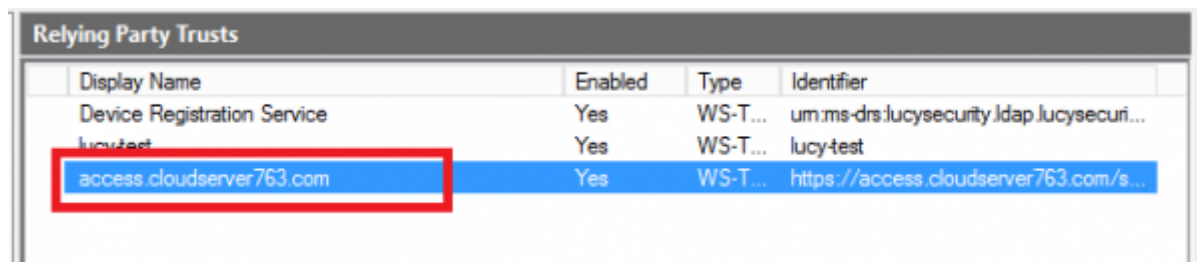 Relying Party Trusts
Display Name Enabled Type Identifier
Device Registration Service Yes WS-T... urn:ms-drs:lucysecurity.ldap.lucysecuri...
lucy-test Yes WS-T... lucy-test
access.cloudserver763.com Yes WS-T... https://access.cloudserver763.com/s...